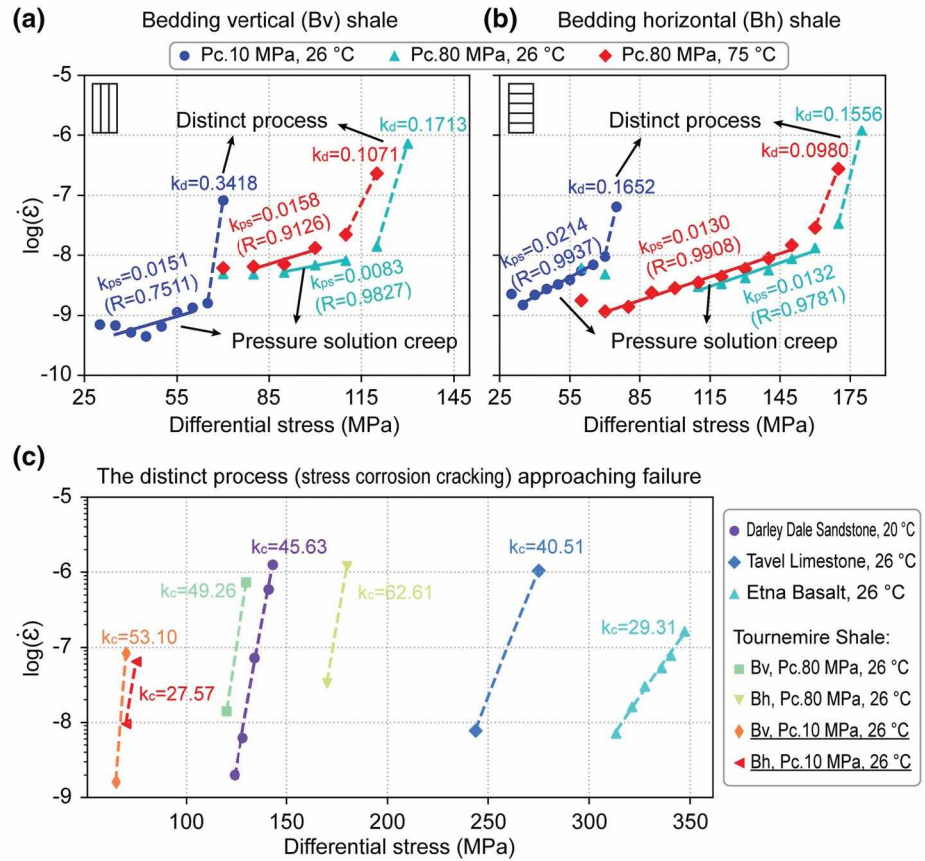 (a) Bedding vertical (Bv) shale
(b) Bedding horizontal (Bh) shale
Pc.10 MPa, 26 °C Pc.80 MPa, 26 °C Pc.80 MPa, 75 °C
-5
-6
-7
-8
-9
-10
log(ε̇)
Distinct process
kd=0.1713
kd=0.1071
kd=0.3418
kps=0.0158
(R=0.9126)
kps=0.0151
(R=0.7511)
kps=0.0083
(R=0.9827)
Pressure solution creep
25 55 85 115 145
Differential stress (MPa)
Distinct process
kd=0.1556
kd=0.0980
kd=0.1652
kps=0.0214
(R=0.9937)
kps=0.0130
(R=0.9908)
kps=0.0132
(R=0.9781)
Pressure solution creep
25 55 85 115 145 175
Differential stress (MPa)
(c) The distinct process (stress corrosion cracking) approaching failure
-5
-6
-7
-8
-9
log(ε̇)
kc=45.63
kc=40.51
kc=49.26
kc=62.61
kc=53.10
kc=29.31
kc=27.57
100 150 200 250 300 350
Differential stress (MPa)
Darley Dale Sandstone, 20 °C
Tavel Limestone, 26 °C
Etna Basalt, 26 °C
Tournemire Shale:
Bv, Pc.80 MPa, 26 °C
Bh, Pc.80 MPa, 26 °C
Bv, Pc.10 MPa, 26 °C
Bh, Pc.10 MPa, 26 °C